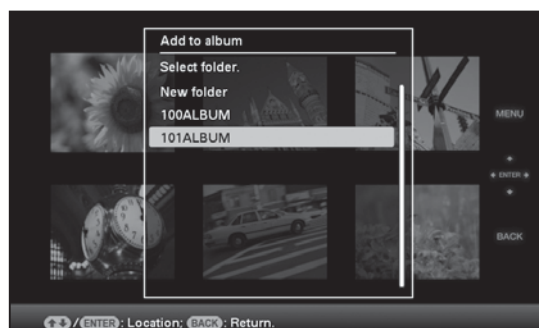 Add to album
Select folder.
New folder
100ALBUM
101ALBUM
MENU
ENTER
BACK
/ENTER: Location; BACK: Return.